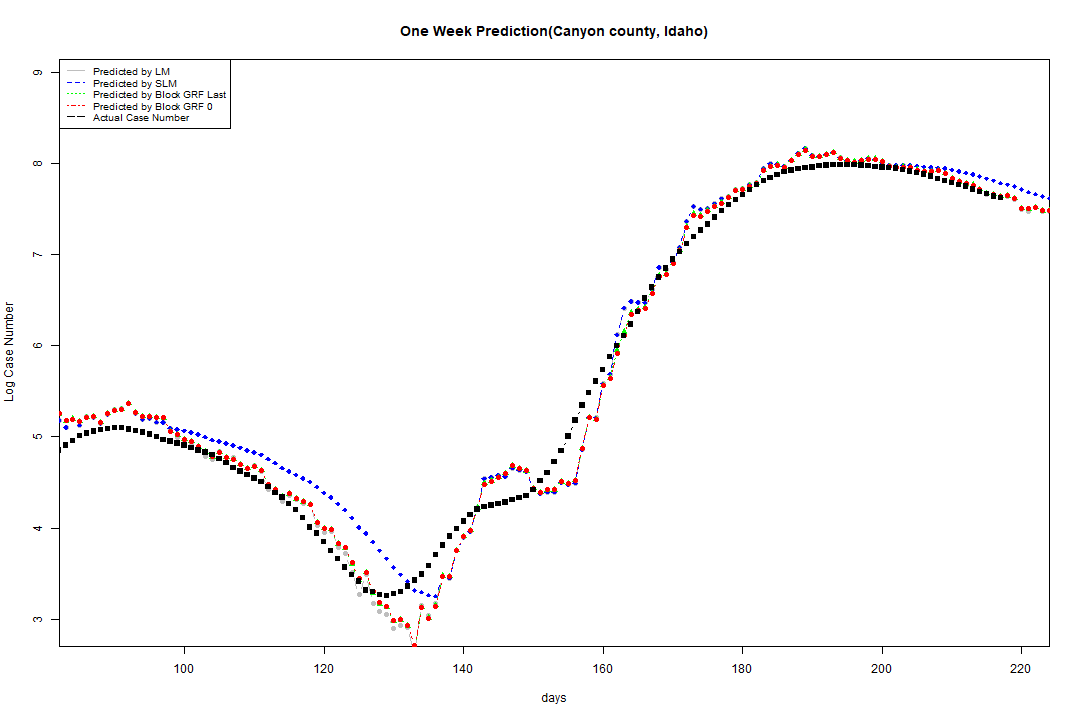 One Week Prediction(Canyon county, Idaho)
Predicted by LM
Predicted by SLM
Predicted by Block GRF Last
Predicted by Block GRF 0
Actual Case Number
9
8
7
6
5
4
3
Log Case Number
100 120 140 160 180 200 220
days